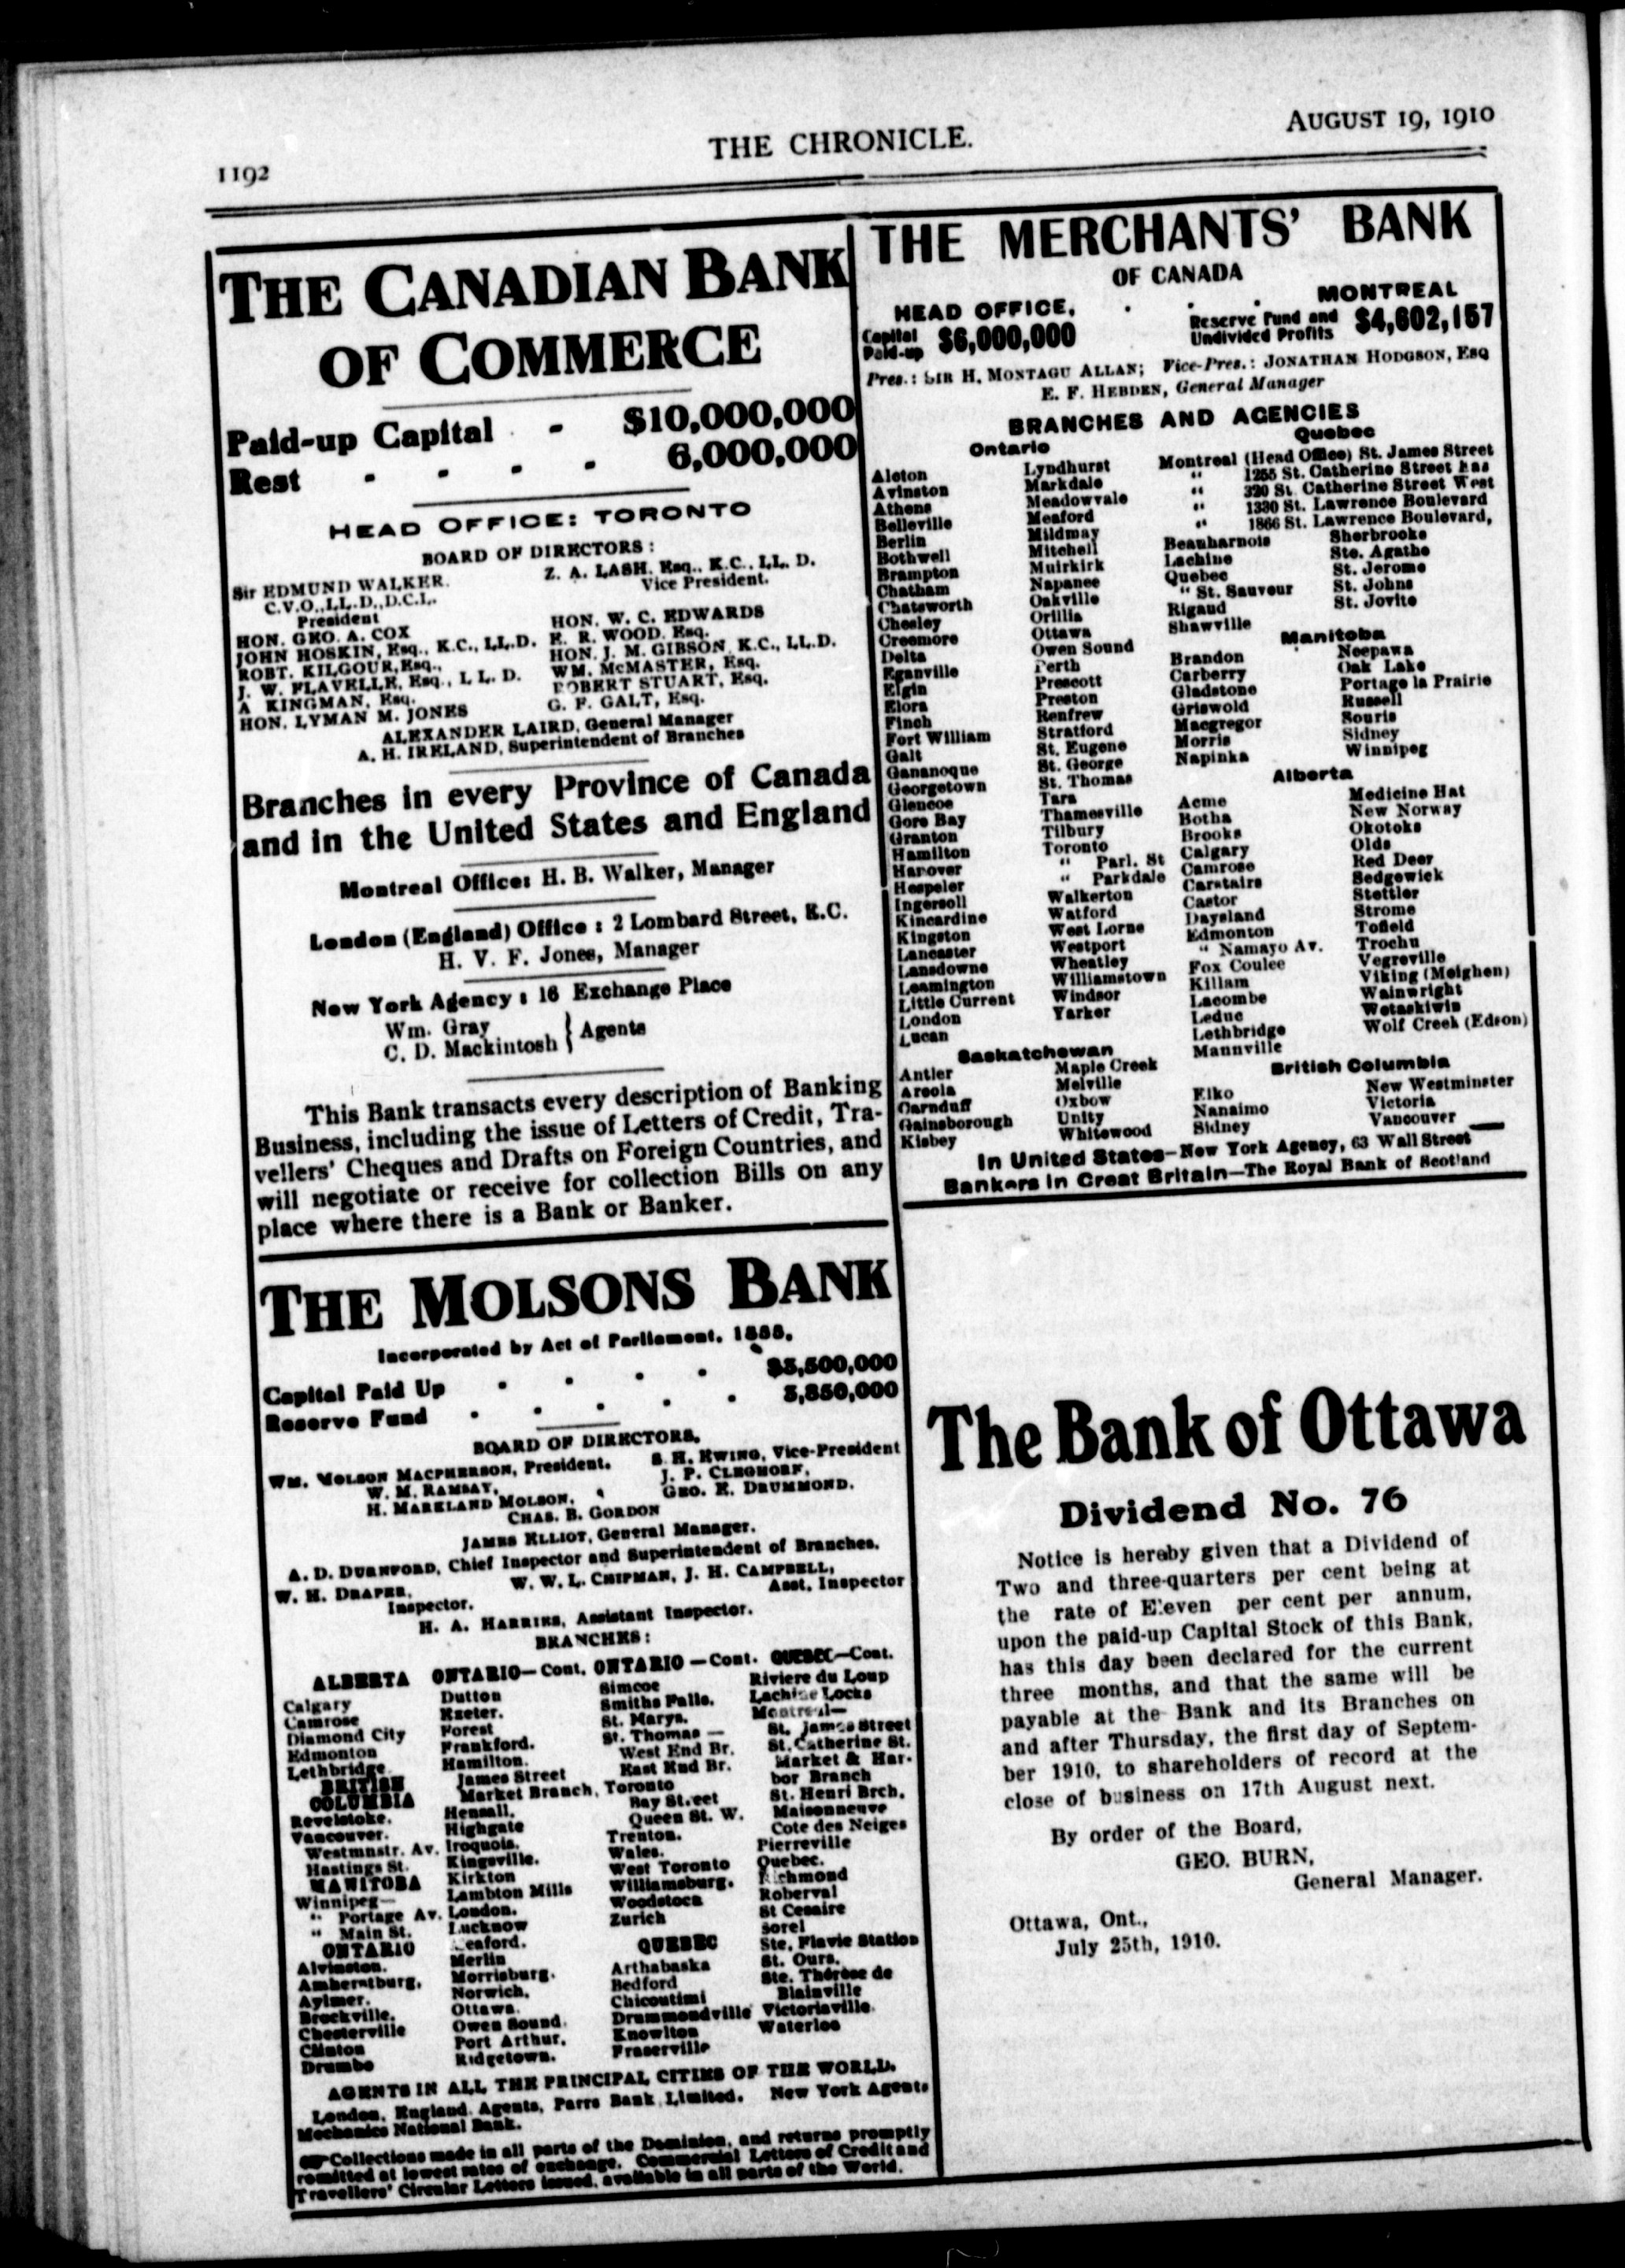 1192
THE CHRONICLE.
AUGUST 19, 1910
THE CANADIAN BANK
OF COMMERCE
Paid-up Capital - $10,000,000
Rest - - - - 6,000,000
HEAD OFFICE: TORONTO
BOARD OF DIRECTORS:
Sir EDMUND WALKER,
C.V.O., LL.D., D.C.L.
President
Z. A. LASH, Esq., K.C., LL. D.
Vice President.
HON. GEO. A. COX
JOHN HOSKIN, Esq., K.C., LL.D.
ROBT. KILGOUR, Esq.,
J. W. FLAVELLE, Esq., L L. D.
A KINGMAN, Esq.
HON. LYMAN M. JONES
HON. W. C. EDWARDS
E. R. WOOD, Esq.
HON. J. M. GIBSON K.C., LL.D.
WM. McMASTER, Esq.
ROBERT STUART, Esq.
G. F. GALT, Esq.
ALEXANDER LAIRD, General Manager
A. H. IRELAND, Superintendent of Branches
Branches in every Province of Canada
and in the United States and England
Montreal Office: H. B. Walker, Manager
London (England) Office : 2 Lombard Street, E.C.
H. V. F. Jones, Manager
New York Agency : 16 Exchange Place
Wm. Gray
C. D. Mackintosh } Agents
This Bank transacts every description of Banking
Business, including the issue of Letters of Credit, Tra-
vellers' Cheques and Drafts on Foreign Countries, and
will negotiate or receive for collection Bills on any
place where there is a Bank or Banker.
THE MOLSONS BANK
Incorporated by Act of Parliament, 1855.
Capital Paid Up . . . . $3,500,000
Reserve Fund . . . . . 3,850,000
BOARD OF DIRECTORS.
WM. MOLSON MACPHERSON, President.
S. H. EWING, Vice-President
W. M. RAMSAY,
J. P. CLEGHORN,
H. MARKLAND MOLSON,
GEO. E. DRUMMOND.
CHAS. B. GORDON
JAMES ELLIOT, General Manager.
A. D. DURNFORD, Chief Inspector and Superintendent of Branches.
W. H. DRAPER,
Inspector.
W. W. L. CHIPMAN, J. H. CAMPBELL,
Asst. Inspector
H. A. HARRIES, Assistant Inspector.
BRANCHES:
ALBERTA
Calgary
Camrose
Diamond City
Edmonton
Lethbridge
BRITISH
COLUMBIA
Revelstoke.
Vancouver.
Westmnstr. Av.
Hastings St.
MANITOBA
Winnipeg—
" Portage Av.
" Main St.
ONTARIO
Alvinston.
Amherstburg,
Aylmer.
Brockville.
Chesterville
Clinton
Drumbo
ONTARIO—Cont.
Dutton
Exeter.
Forest
Frankford.
Hamilton.
James Street
Market Branch,
Hensall.
Highgate
Iroquois.
Kingsville.
Kirkton
Lambton Mills
London.
Lucknow
Meaford.
Merlin
Morrisburg.
Norwich.
Ottawa.
Owen Sound.
Port Arthur.
Ridgetown.
ONTARIO—Cont.
Simcoe
Smiths Falls.
St. Marys.
St. Thomas —
West End Br.
East End Br.
Toronto
Bay Street
Queen St. W.
Trenton.
Wales.
West Toronto
Williamsburg.
Woodstock
Zurich
QUEBEC
Arthabaska
Bedford
Chicoutimi
Drummondville
Knowlton
Fraserville
QUEBEC—Cont.
Riviere du Loup
Lachine Locks
Montreal—
St. James Street
St. Catherine St.
Market & Har-
bor Branch
St. Henri Brch.
Maisonneuve
Cote des Neiges
Pierreville
Quebec.
Richmond
Roberval
St Cesaire
Sorel
Ste. Flavie Station
St. Ours.
Ste. Thérèse de
Blainville
Victoriaville.
Waterloo
AGENTS IN ALL THE PRINCIPAL CITIES OF THE WORLD.
London, England Agents, Parrs Bank Limited. New York Agents
Mechanics National Bank.
Collections made in all parts of the Dominion, and returns promptly
remitted at lowest rates of exchange. Commercial Letters of Credit and
Travellers' Circular Letters issued, available in all parts of the World.
THE MERCHANTS' BANK
OF CANADA
HEAD OFFICE, . . . MONTREAL
Capital Paid-up $6,000,000
Reserve Fund and Undivided Profits $4,602,157
Pres.: SIR H. MONTAGU ALLAN; Vice-Pres.: JONATHAN HODGSON, ESQ
E. F. HEBDEN, General Manager
BRANCHES AND AGENCIES
Ontario
Alston
Avinston
Athens
Belleville
Berlin
Bothwell
Brampton
Chatham
Chatsworth
Chesley
Creemore
Delta
Eganville
Elgin
Elora
Finch
Fort William
Galt
Gananoque
Georgetown
Glencoe
Gore Bay
Granton
Hamilton
Hanover
Hespeler
Ingersoll
Kincardine
Kingston
Lancaster
Lansdowne
Leamington
Little Current
London
Lucan
Lyndhurst
Markdale
Meadowvale
Meaford
Mildmay
Mitchell
Muirkirk
Napanee
Oakville
Orillia
Ottawa
Owen Sound
Perth
Prescott
Preston
Renfrew
Stratford
St. Eugene
St. George
St. Thomas
Tara
Thamesville
Tilbury
Toronto
" Parl. St
" Parkdale
Walkerton
Watford
West Lorne
Westport
Wheatley
Williamstown
Windsor
Yarker
Quebec
Montreal (Head Office) St. James Street
" 1255 St. Catherine Street Eas
" 320 St. Catherine Street West
" 1330 St. Lawrence Boulevard
" 1866 St. Lawrence Boulevard,
Beauharnois
Lachine
Quebec
" St. Sauveur
Rigaud
Shawville
Sherbrooke
Ste. Agathe
St. Jerome
St. Johns
St. Jovite
Manitoba
Brandon
Carberry
Gladstone
Griswold
Macgregor
Morris
Napinka
Neepawa
Oak Lake
Portage la Prairie
Russell
Souris
Sidney
Winnipeg
Alberta
Acme
Botha
Brooks
Calgary
Camrose
Carstairs
Castor
Daysland
Edmonton
" Namayo Av.
Fox Coulee
Killam
Lacombe
Leduc
Lethbridge
Mannville
Medicine Hat
New Norway
Okotoks
Olds
Red Deer
Sedgewick
Stettler
Strome
Tofield
Trochu
Vegreville
Viking (Meighen)
Wainwright
Wetaskiwin
Wolf Creek (Edson)
Saskatchewan
Antler
Arcola
Carnduff
Gainsborough
Kisbey
Maple Creek
Melville
Oxbow
Unity
Whitewood
British Columbia
Elko
Nanaimo
Sidney
New Westminster
Victoria
Vancouver
In United States—New York Agency, 63 Wall Street
Bankers in Great Britain—The Royal Bank of Scotland
The Bank of Ottawa
Dividend No. 76
Notice is hereby given that a Dividend of
Two and three-quarters per cent being at
the rate of Eleven per cent per annum,
upon the paid-up Capital Stock of this Bank,
has this day been declared for the current
three months, and that the same will be
payable at the Bank and its Branches on
and after Thursday, the first day of Septem-
ber 1910, to shareholders of record at the
close of business on 17th August next.
By order of the Board,
GEO. BURN,
General Manager.
Ottawa, Ont.,
July 25th, 1910.